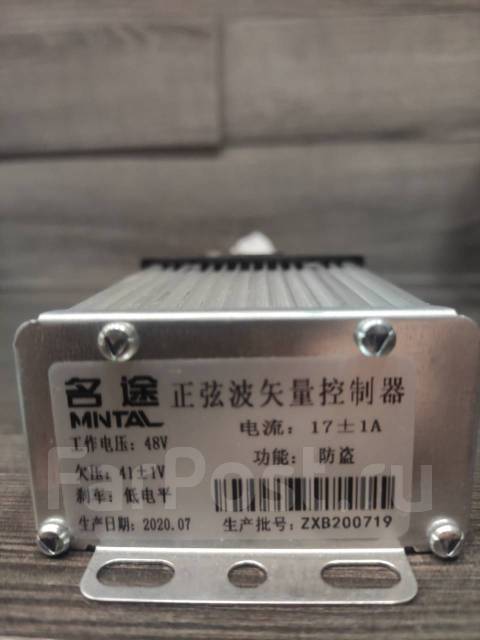 名途 正弦波矢量控制器
MINTAL 电流: 17±1A
工作电压: 48V
功能: 防盗
欠压: 41±1V
刹车: 低电平
生产日期: 2020.07 生产批号: ZXB200719
FarPost.ru